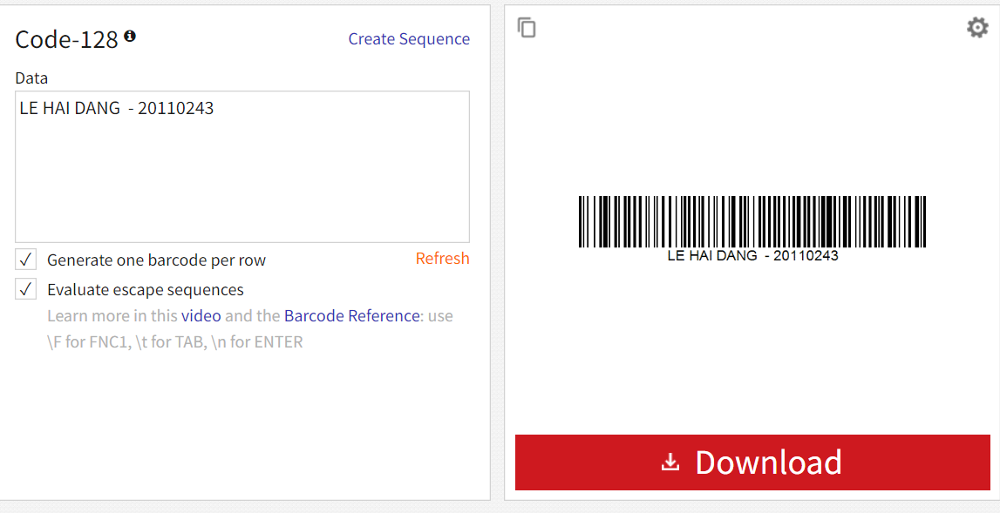 Code-128
Create Sequence
Data
LE HAI DANG  - 20110243
Generate one barcode per row
Refresh
Evaluate escape sequences
Learn more in this video and the Barcode Reference: use
\F for FNC1, \t for TAB, \n for ENTER
LE HAI DANG  - 20110243
Download